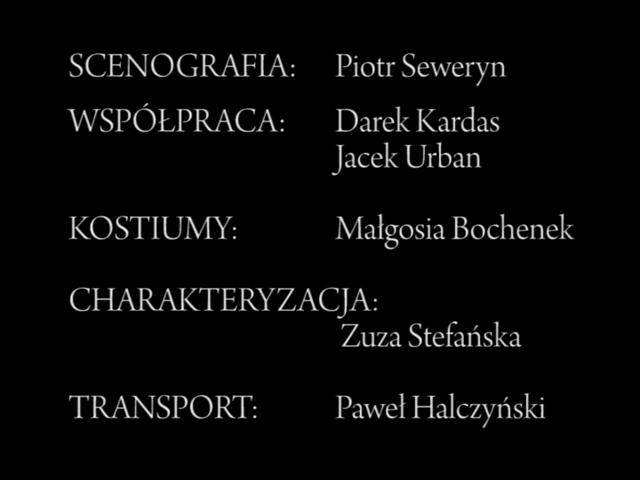 SCENOGRAFIA: Piotr Seweryn
WSPÓŁPRACA: Darek Kardas
Jacek Urban
KOSTIUMY: Małgosia Bochenek
CHARAKTERYZACJA:
Zuza Stefańska
TRANSPORT: Paweł Halczyński